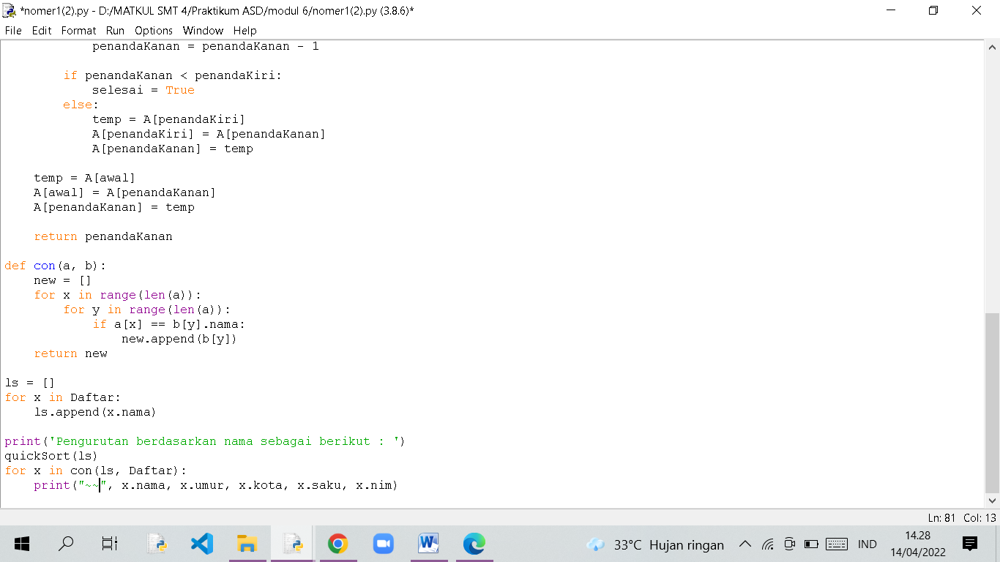 *nomer1(2).py - D:/MATKUL SMT 4/Praktikum ASD/modul 6/nomer1(2).py (3.8.6)*
File Edit Format Run Options Window Help
            penandaKanan = penandaKanan - 1

        if penandaKanan < penandaKiri:
            selesai = True
        else:
            temp = A[penandaKiri]
            A[penandaKiri] = A[penandaKanan]
            A[penandaKanan] = temp

    temp = A[awal]
    A[awal] = A[penandaKanan]
    A[penandaKanan] = temp

    return penandaKanan

def con(a, b):
    new = []
    for x in range(len(a)):
        for y in range(len(a)):
            if a[x] == b[y].nama:
                new.append(b[y])
    return new

ls = []
for x in Daftar:
    ls.append(x.nama)

print('Pengurutan berdasarkan nama sebagai berikut : ')
quickSort(ls)
for x in con(ls, Daftar):
    print("~~", x.nama, x.umur, x.kota, x.saku, x.nim)
Ln: 81 Col: 13
33°C Hujan ringan
IND
14.28
14/04/2022